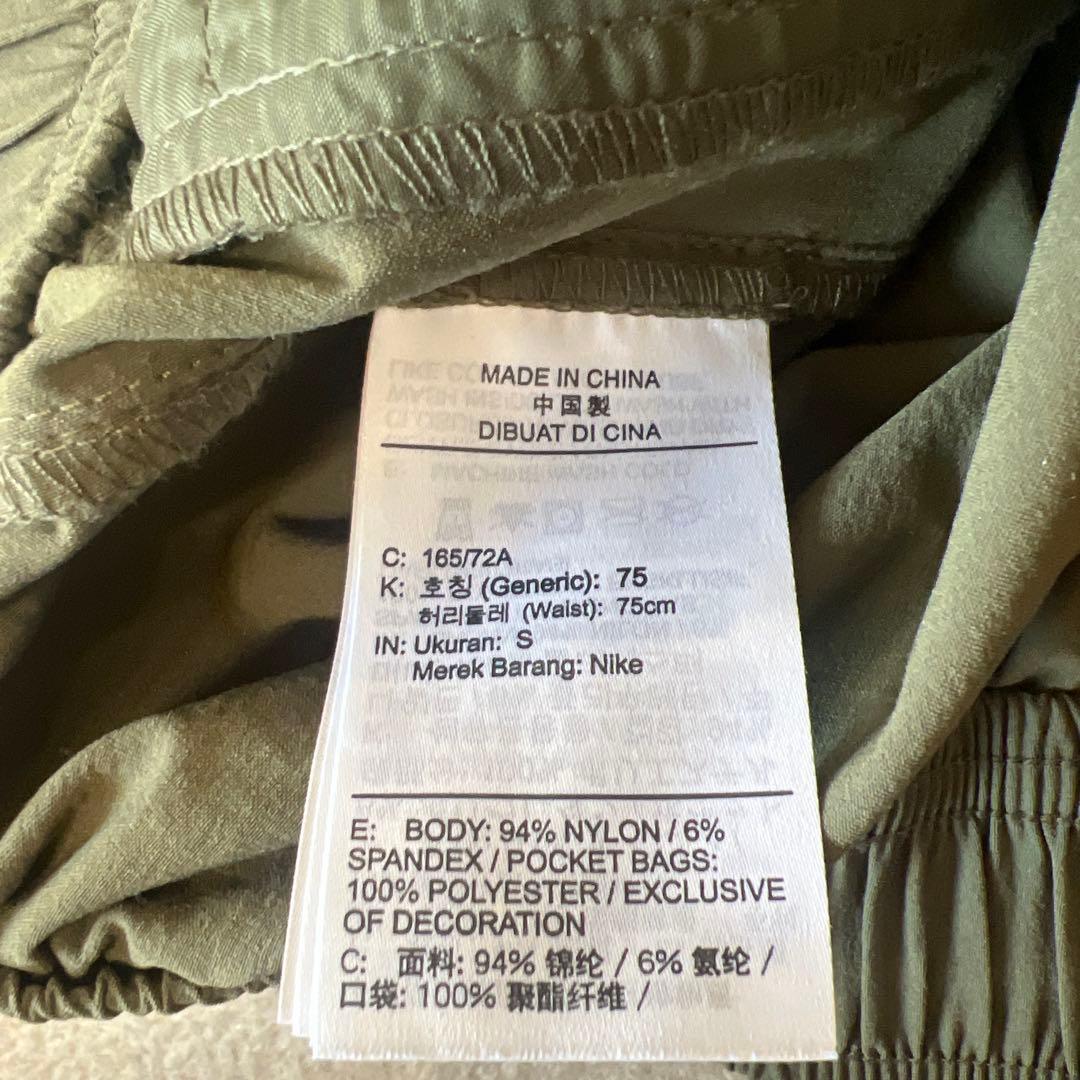 MADE IN CHINA
中国製
DIBUAT DI CINA
C: 165/72A
K: 호칭 (Generic): 75
허리둘레 (Waist): 75cm
IN: Ukuran: S
Merek Barang: Nike
E: BODY: 94% NYLON / 6%
SPANDEX / POCKET BAGS:
100% POLYESTER / EXCLUSIVE
OF DECORATION
C: 面料: 94% 锦纶 / 6% 氨纶 /
口袋: 100% 聚酯纤维 /